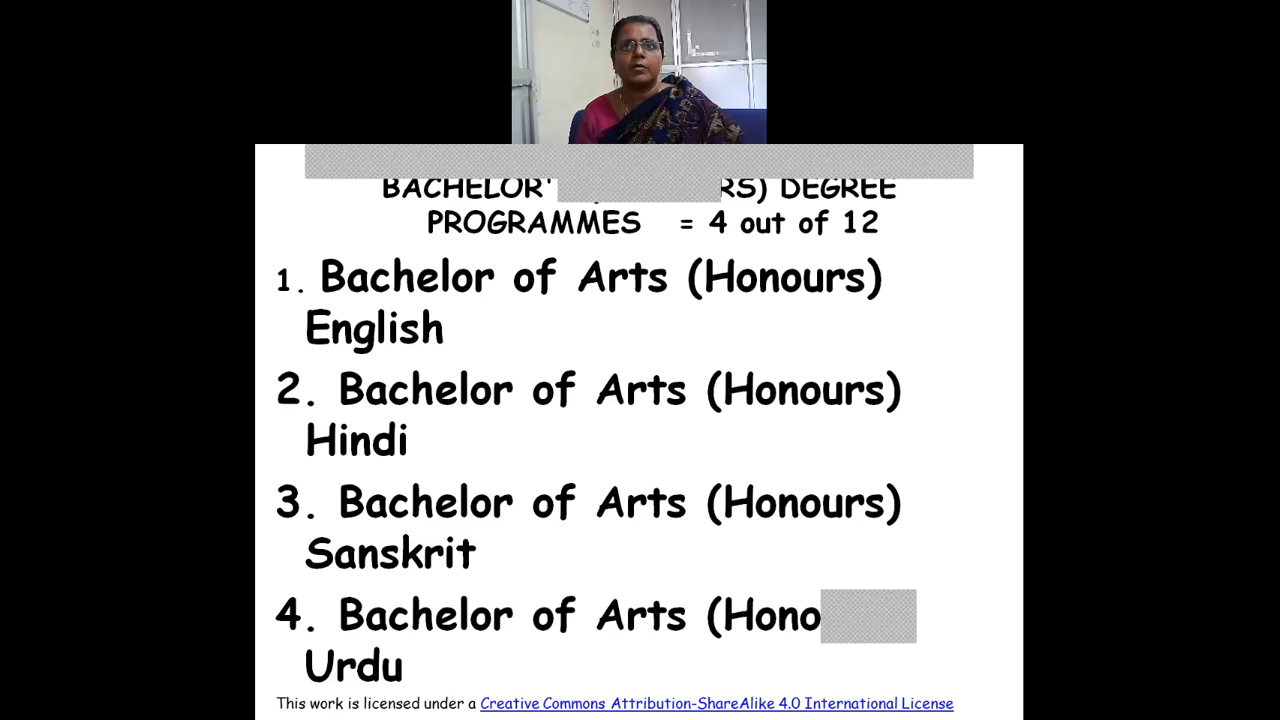 BACHELOR' RS) DEGREE
PROGRAMMES = 4 out of 12
1. Bachelor of Arts (Honours)
English
2. Bachelor of Arts (Honours)
Hindi
3. Bachelor of Arts (Honours)
Sanskrit
4. Bachelor of Arts (Hono
Urdu
This work is licensed under a Creative Commons Attribution-ShareAlike 4.0 International License